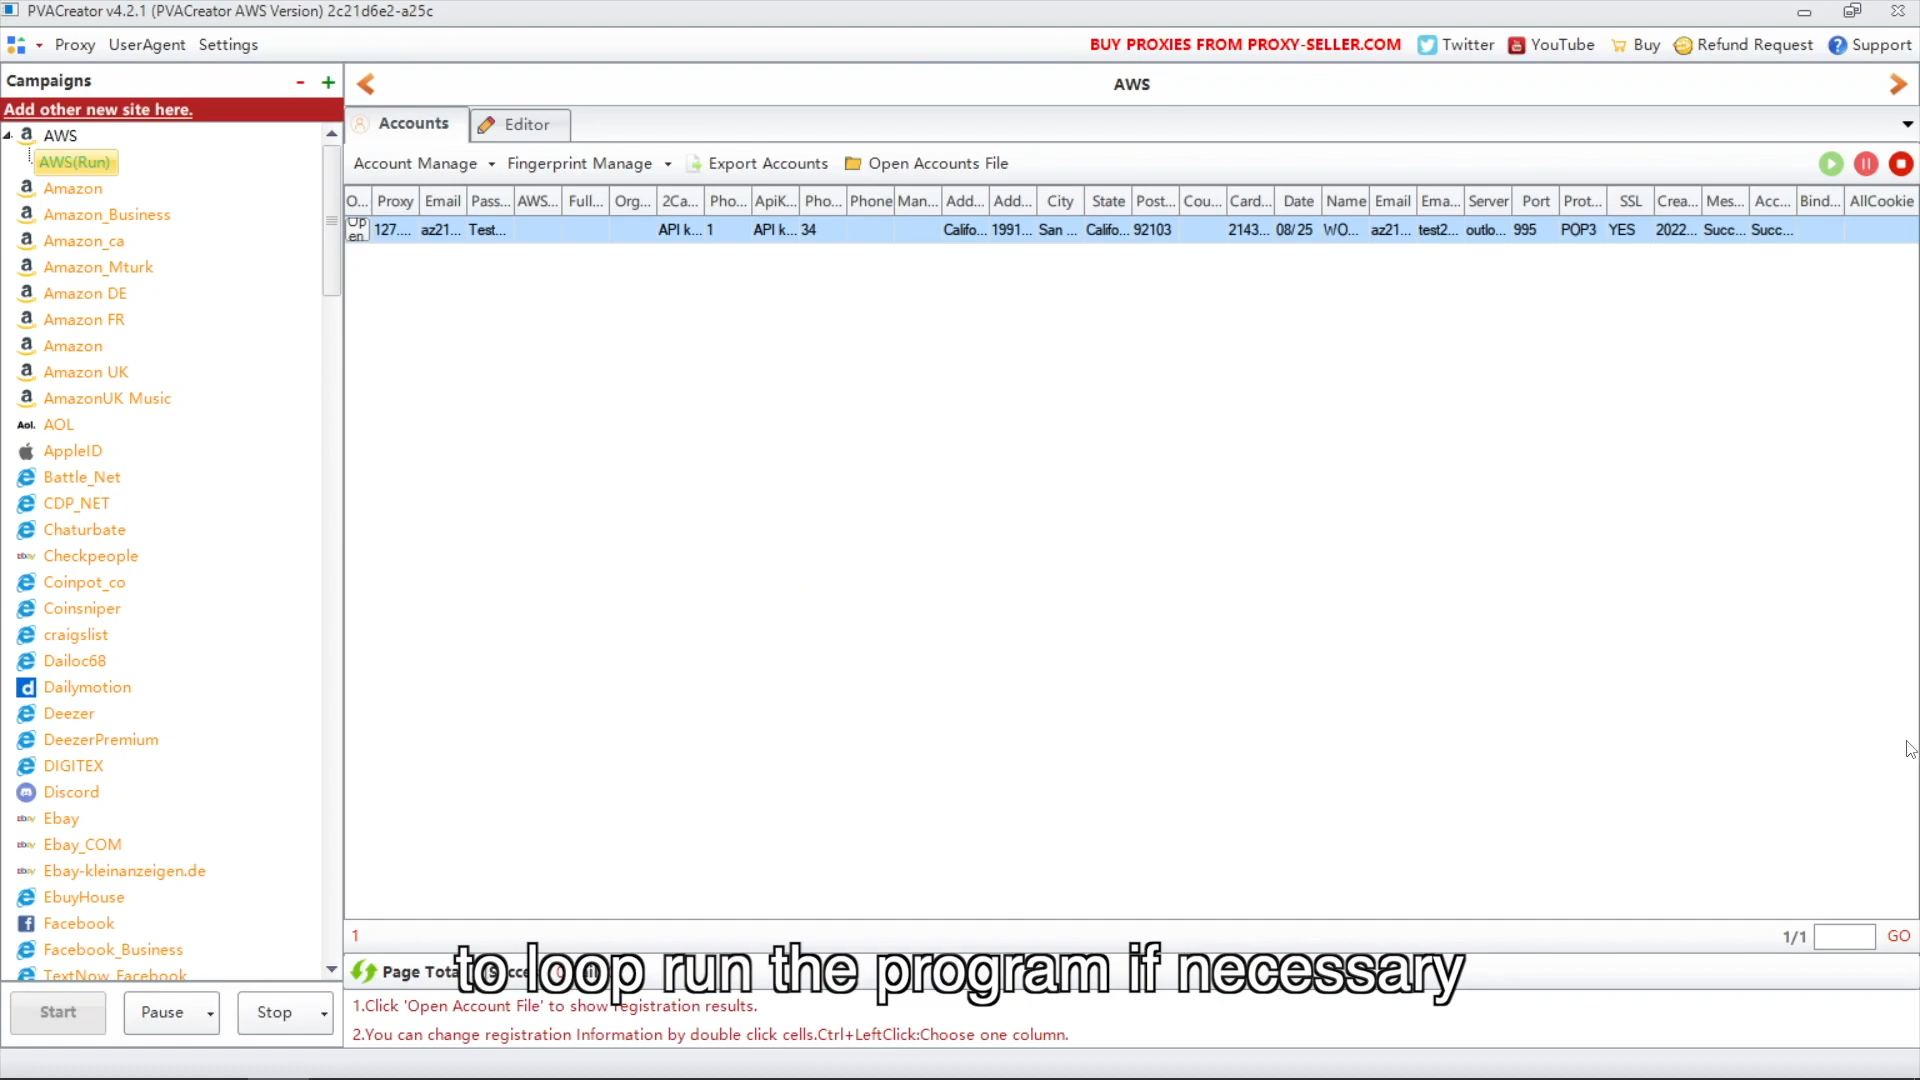 PVACreator v4.2.1 (PVACreator AWS Version) 2c21d6e2-a25c
Proxy UserAgent Settings BUY PROXIES FROM PROXY-SELLER.COM Twitter YouTube Buy Refund Request Support
Campaigns - +
AWS
Add other new site here.
Accounts Editor
AWS
AWS(Run)
Account Manage Fingerprint Manage Export Accounts Open Accounts File
Amazon
O... Proxy Email Pass... AWS... Full... Org... 2Ca... Pho... ApiK... Pho... Phone Man... Add... Add... City State Post... Cou... Card... Date Name Email Ema... Server Port Prot... SSL Crea... Mes... Acc... Bind... AllCookie
Amazon_Business
Open 127.... az21... Test... API k... 1 API k... 34 Califo... 1991... San ... Califo... 92103 2143... 08/25 WO... az21... test2... outlo... 995 POP3 YES 2022... Succ... Succ...
Amazon_ca
Amazon_Mturk
Amazon DE
Amazon FR
Amazon
Amazon UK
AmazonUK Music
Aol. AOL
AppleID
Battle_Net
CDP_NET
Chaturbate
Checkpeople
Coinpot_co
Coinsniper
craigslist
Dailoc68
Dailymotion
Deezer
DeezerPremium
DIGITEX
Discord
Ebay
Ebay_COM
Ebay-kleinanzeigen.de
EbuyHouse
Facebook
Facebook_Business
TextNow_Facebook
1 1/1 GO
Page Tota
to loop run the program if necessary
Start Pause Stop
1.Click 'Open Account File' to show registration results.
2.You can change registration Information by double click cells.Ctrl+LeftClick:Choose one column.